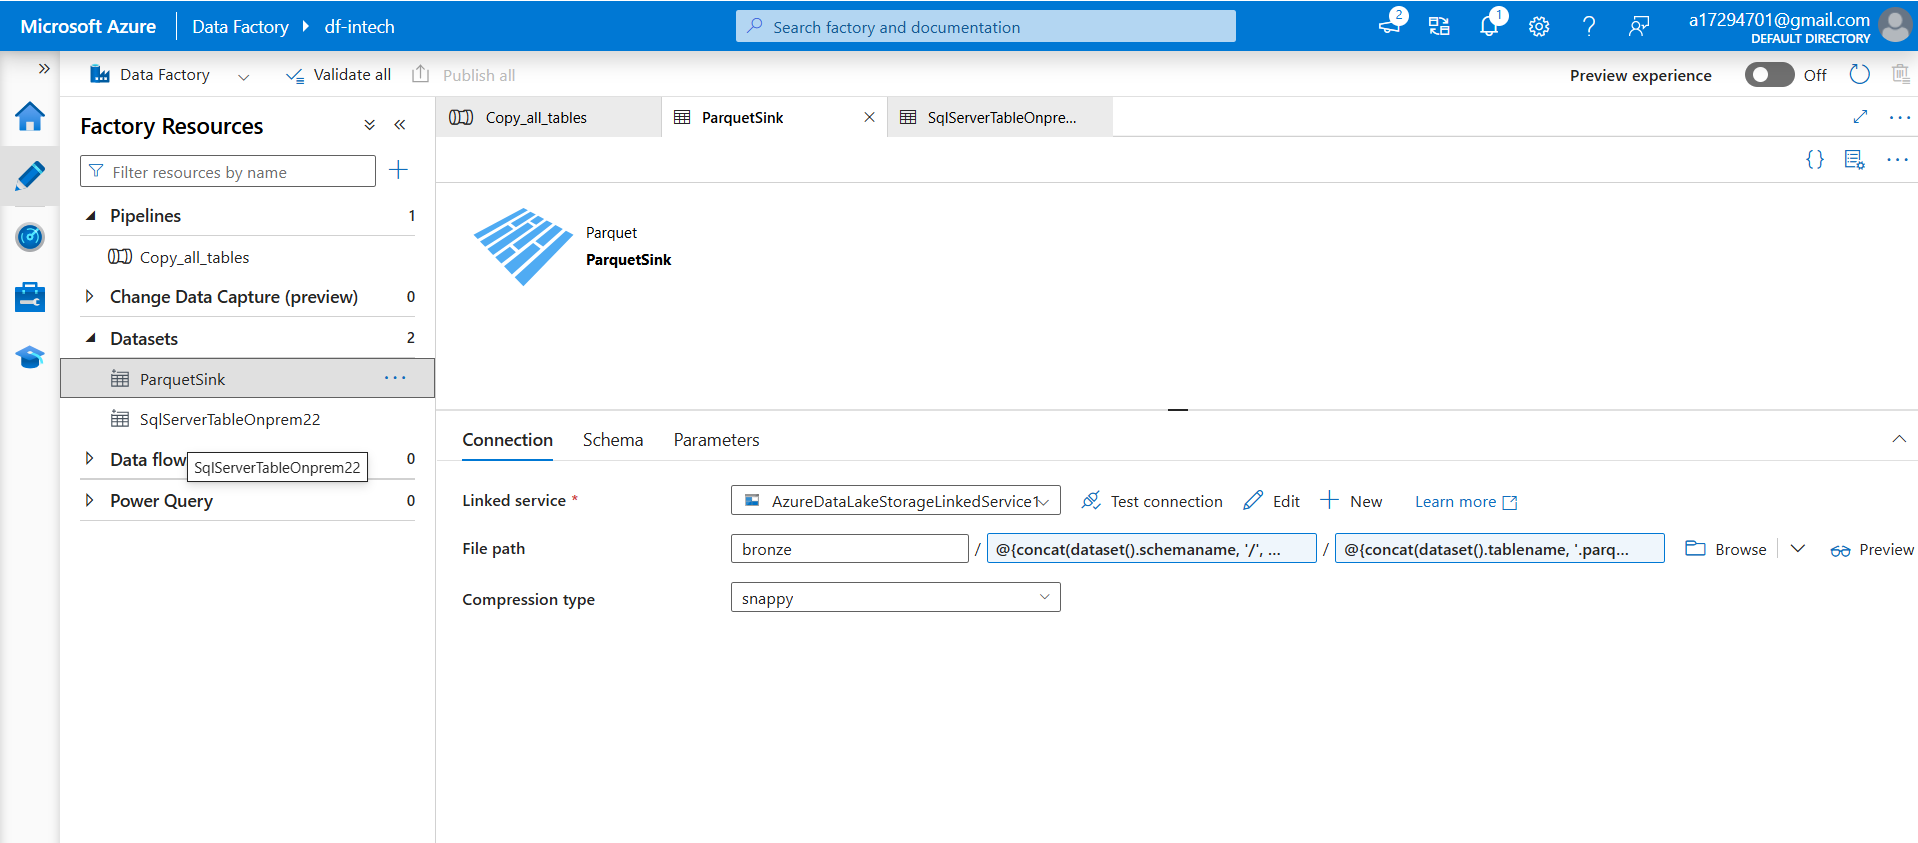 Microsoft Azure
Data Factory
df-intech
Search factory and documentation
2
1
?
a17294701@gmail.com
DEFAULT DIRECTORY
Data Factory
Validate all
Publish all
Preview experience
Off
Factory Resources
Filter resources by name
Pipelines 1
Copy_all_tables
Change Data Capture (preview) 0
Datasets 2
ParquetSink ...
SqlServerTableOnprem22
Data flow 0
SqlServerTableOnprem22
Power Query 0
Copy_all_tables
ParquetSink
SqlServerTableOnpre...
{}
Parquet
ParquetSink
Connection
Schema
Parameters
Linked service *
AzureDataLakeStorageLinkedService1
Test connection
Edit
New
Learn more
File path
bronze / @{concat(dataset().schemaname, '/', ... / @{concat(dataset().tablename, '.parq...
Browse
Preview
Compression type
snappy